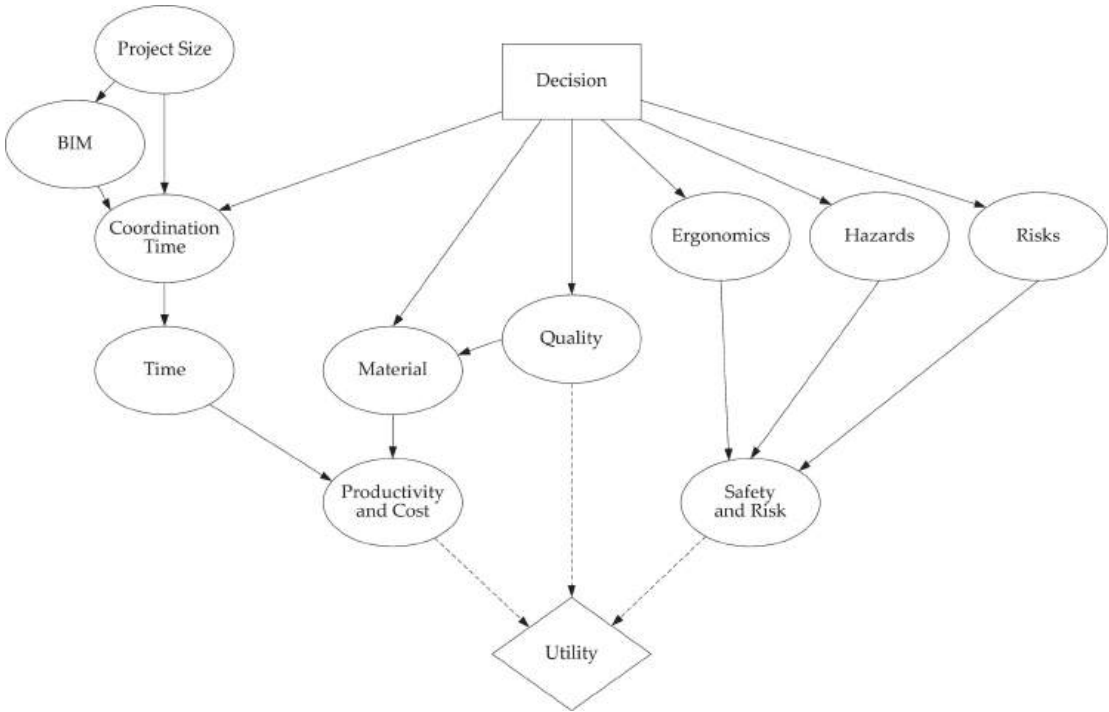 Project Size
Decision
BIM
Coordination
Time
Ergonomics
Hazards
Risks
Quality
Time
Material
Productivity
and Cost
Safety
and Risk
Utility